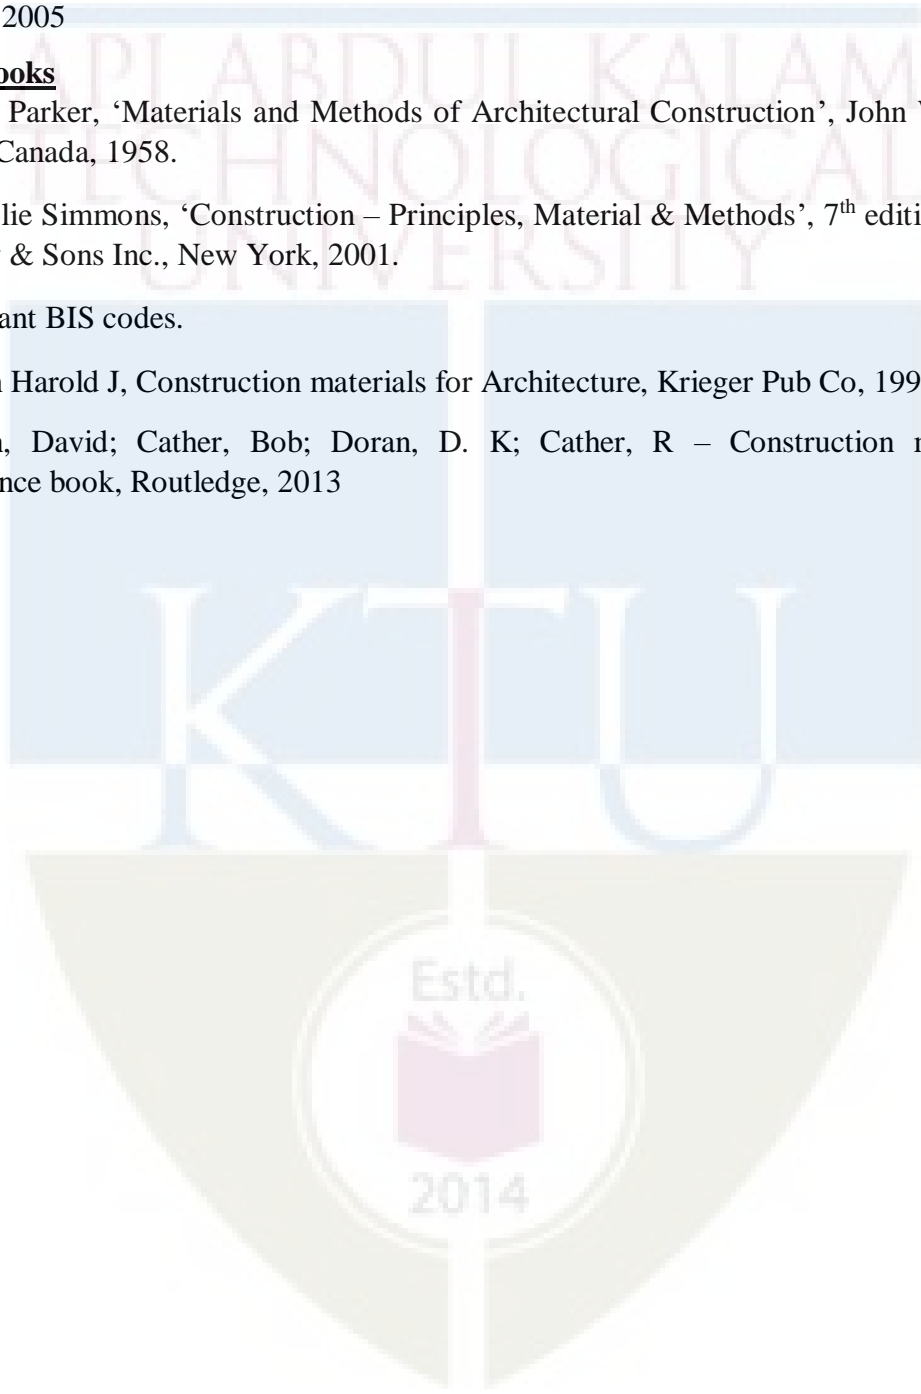 2005
API ABDUL KALAM
TECHNOLOGICAL
UNIVERSITY
ooks
Parker, ‘Materials and Methods of Architectural Construction’, John
Canada, 1958.
lie Simmons, ‘Construction – Principles, Material & Methods’, 7th editi
& Sons Inc., New York, 2001.
ant BIS codes.
Harold J, Construction materials for Architecture, Krieger Pub Co, 199
, David; Cather, Bob; Doran, D. K; Cather, R – Construction
nce book, Routledge, 2013
KTU
Estd.
2014